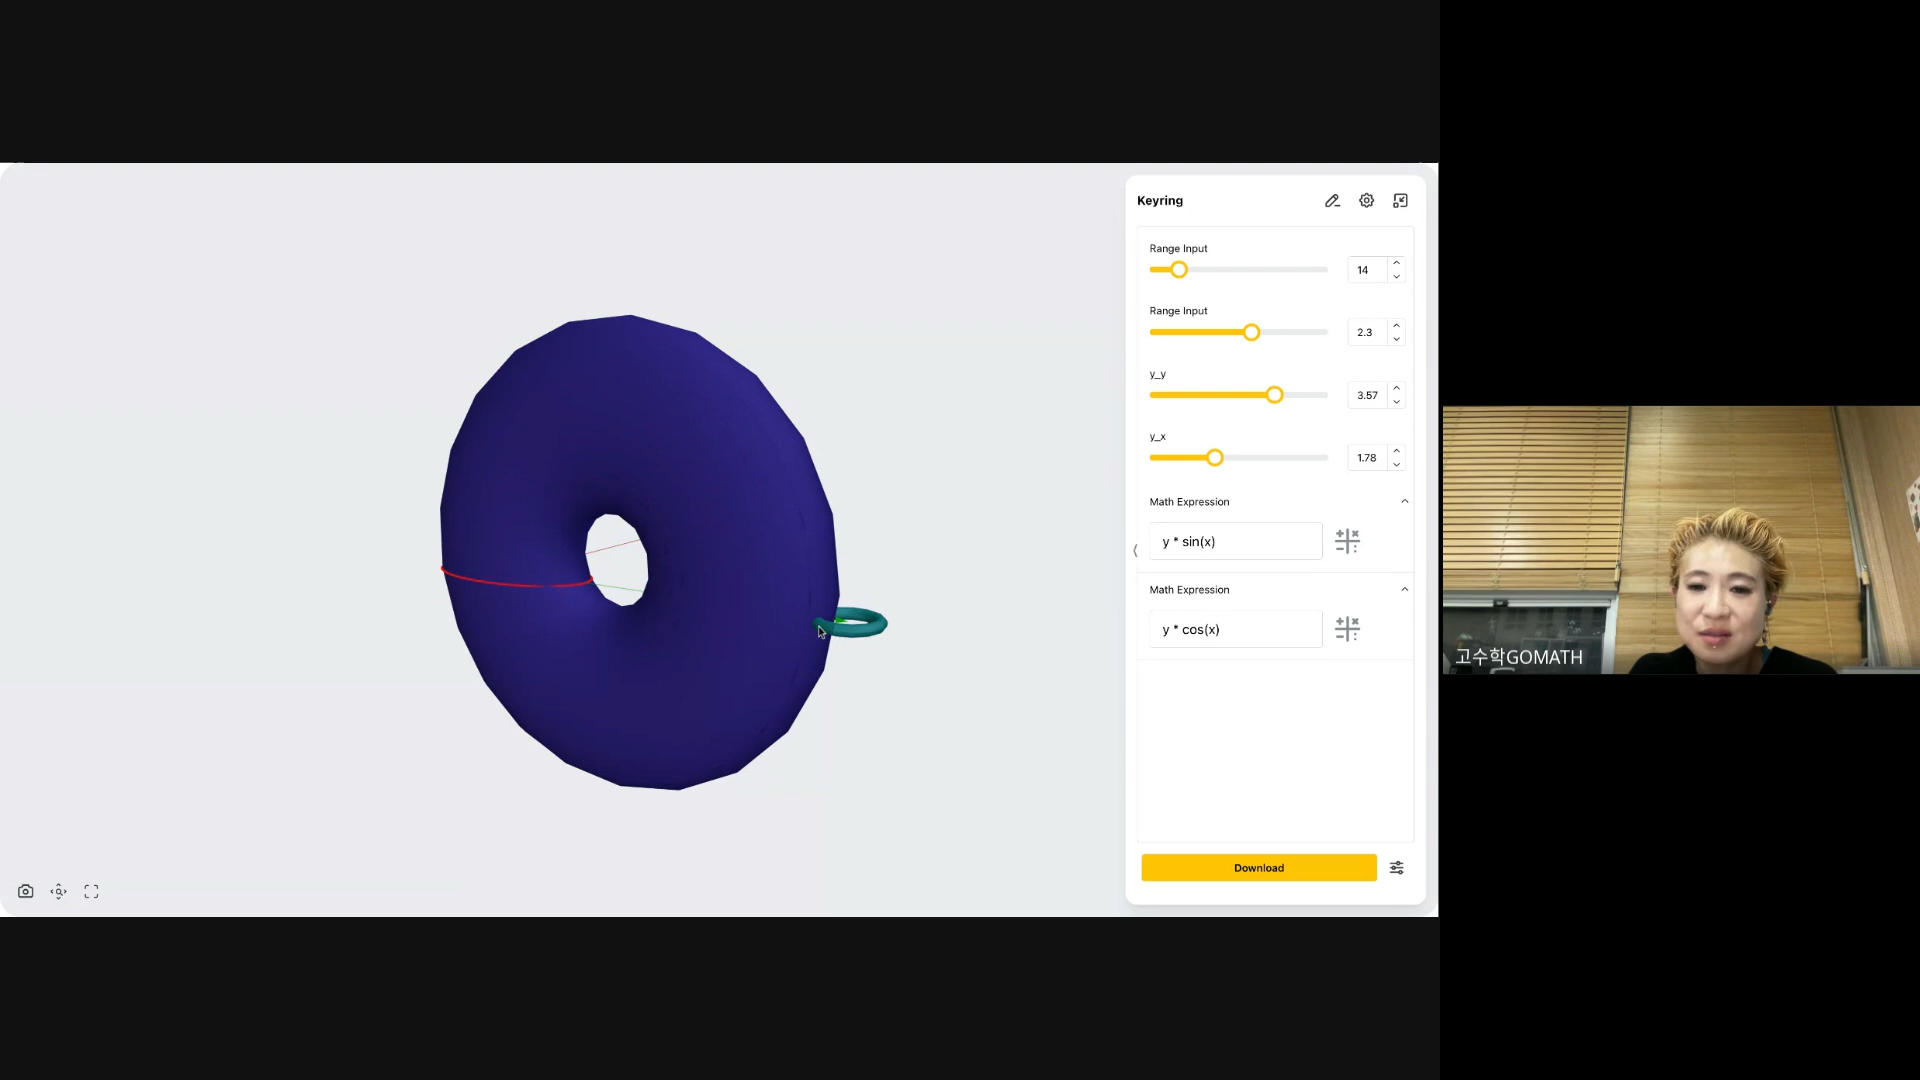 Keyring
Range Input
14
Range Input
2.3
y_y
3.57
y_x
1.78
Math Expression
y * sin(x)
Math Expression
y * cos(x)
Download
고수학GOMATH